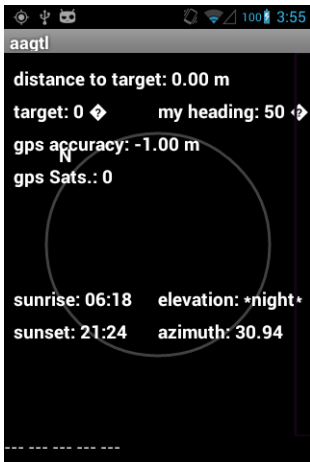 100 3:55
aagtl
distance to target: 0.00 m
target: 0 � my heading: 50 �
gps accuracy: -1.00 m
N
gps Sats.: 0
sunrise: 06:18 elevation: *night*
sunset: 21:24 azimuth: 30.94
--- --- --- --- ---